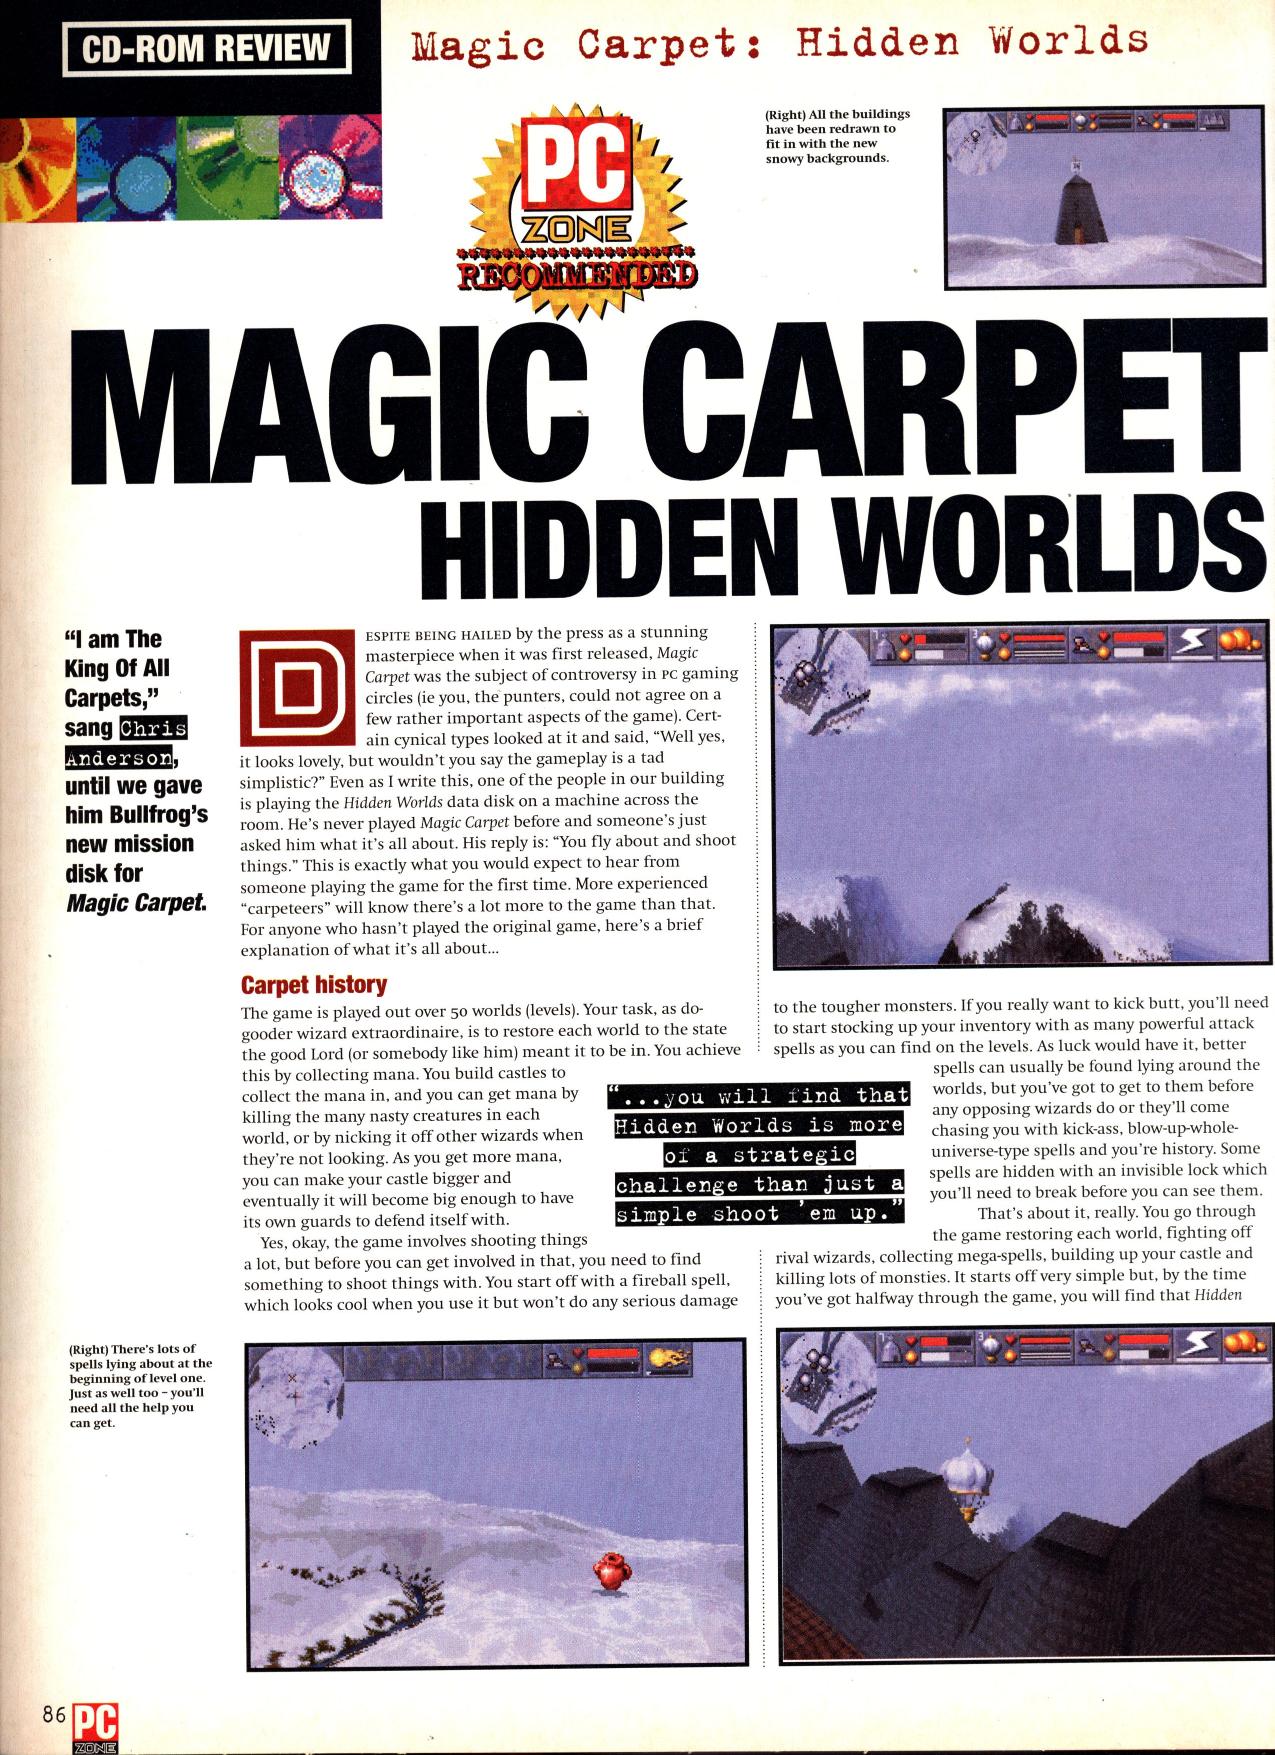 CD-ROM REVIEW
Magic Carpet: Hidden Worlds
PC
ZONE
RECOMMENDED
(Right) All the buildings
have been redrawn to
fit in with the new
snowy backgrounds.
MAGIC CARPET
HIDDEN WORLDS
“I am The
King Of All
Carpets,”
sang Chris
Anderson,
until we gave
him Bullfrog's
new mission
disk for
Magic Carpet.
DESPITE BEING HAILED by the press as a stunning
masterpiece when it was first released, Magic
Carpet was the subject of controversy in PC gaming
circles (ie you, the punters, could not agree on a
few rather important aspects of the game). Cert-
ain cynical types looked at it and said, “Well yes,
it looks lovely, but wouldn't you say the gameplay is a tad
simplistic?” Even as I write this, one of the people in our building
is playing the Hidden Worlds data disk on a machine across the
room. He's never played Magic Carpet before and someone's just
asked him what it's all about. His reply is: “You fly about and shoot
things.” This is exactly what you would expect to hear from
someone playing the game for the first time. More experienced
“carpeteers” will know there's a lot more to the game than that.
For anyone who hasn't played the original game, here's a brief
explanation of what it's all about...
Carpet history
The game is played out over 50 worlds (levels). Your task, as do-
gooder wizard extraordinaire, is to restore each world to the state
the good Lord (or somebody like him) meant it to be in. You achieve
this by collecting mana. You build castles to
collect the mana in, and you can get mana by
killing the many nasty creatures in each
world, or by nicking it off other wizards when
they're not looking. As you get more mana,
you can make your castle bigger and
eventually it will become big enough to have
its own guards to defend itself with.
Yes, okay, the game involves shooting things
a lot, but before you can get involved in that, you need to find
something to shoot things with. You start off with a fireball spell,
which looks cool when you use it but won't do any serious damage
to the tougher monsters. If you really want to kick butt, you'll need
to start stocking up your inventory with as many powerful attack
spells as you can find on the levels. As luck would have it, better
spells can usually be found lying around the
worlds, but you've got to get to them before
any opposing wizards do or they'll come
chasing you with kick-ass, blow-up-whole-
universe-type spells and you're history. Some
spells are hidden with an invisible lock which
you'll need to break before you can see them.
That's about it, really. You go through
the game restoring each world, fighting off
rival wizards, collecting mega-spells, building up your castle and
killing lots of monsties. It starts off very simple but, by the time
you've got halfway through the game, you will find that Hidden
“...you will find that
Hidden Worlds is more
of a strategic
challenge than just a
simple shoot 'em up.”
(Right) There's lots of
spells lying about at the
beginning of level one.
Just as well too – you'll
need all the help you
can get.
86 PC
ZONE